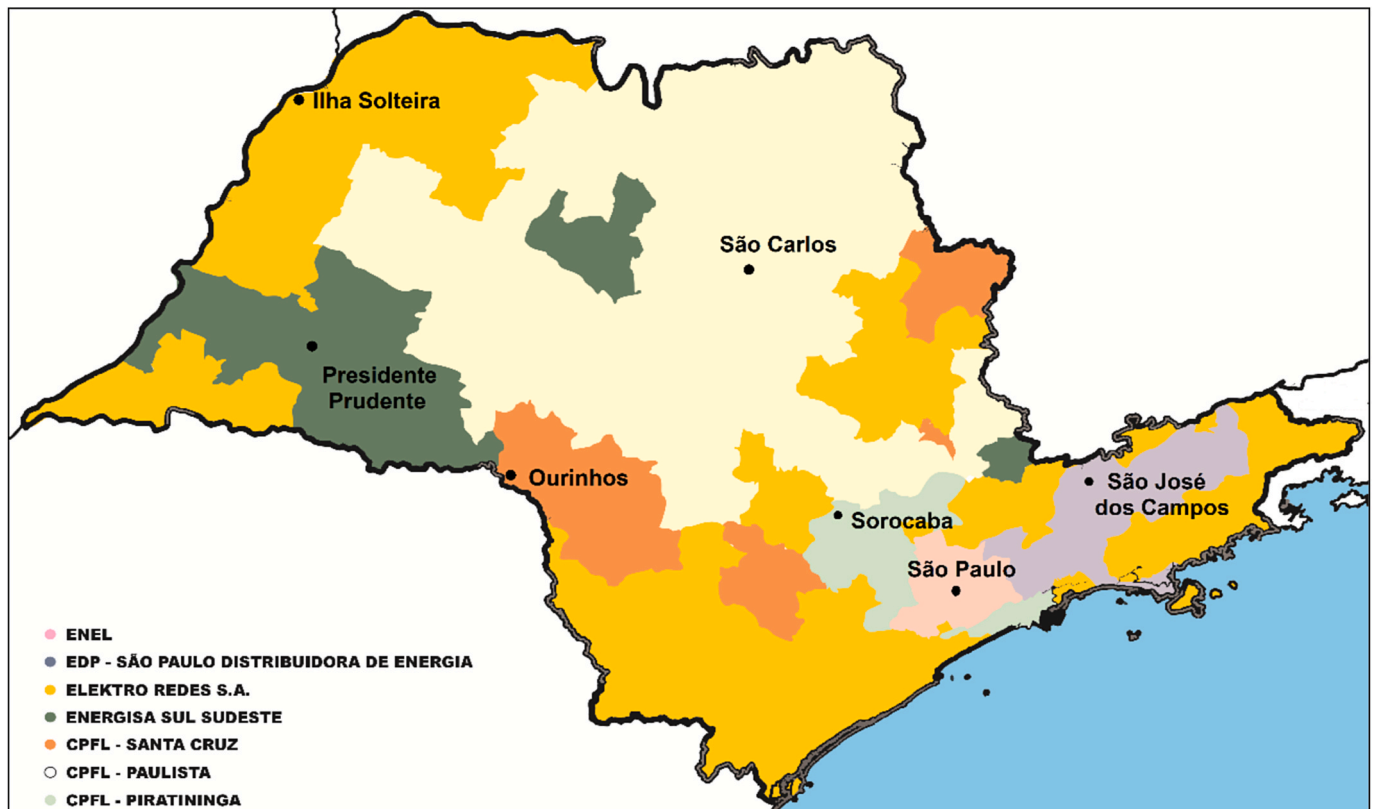 Ilha Solteira
São Carlos
Presidente
Prudente
Ourinhos
São José
dos Campos
Sorocaba
São Paulo
ENEL
EDP - SÃO PAULO DISTRIBUIDORA DE ENERGIA
ELEKTRO REDES S.A.
ENERGISA SUL SUDESTE
CPFL - SANTA CRUZ
CPFL - PAULISTA
CPFL - PIRATININGA